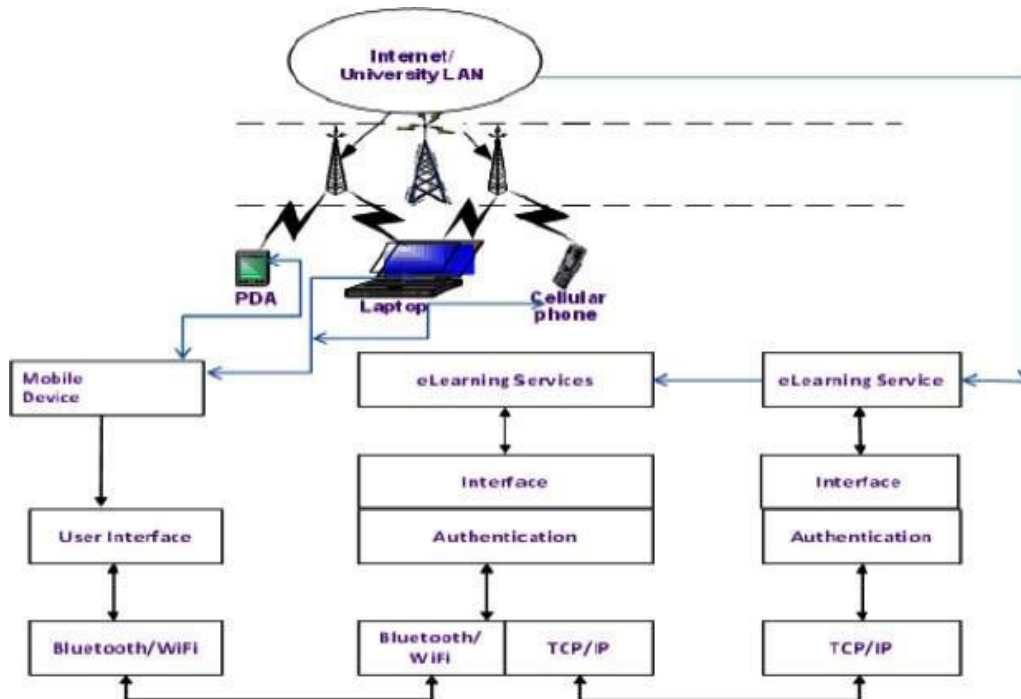 Internet/
University LAN
PDA
Laptop
Cellular
phone
Mobile
Device
eLearning Services
eLearning Service
Interface
Interface
User Interface
Authentication
Authentication
Bluetooth/WiFi
Bluetooth/
WiFi
TCP/IP
TCP/IP